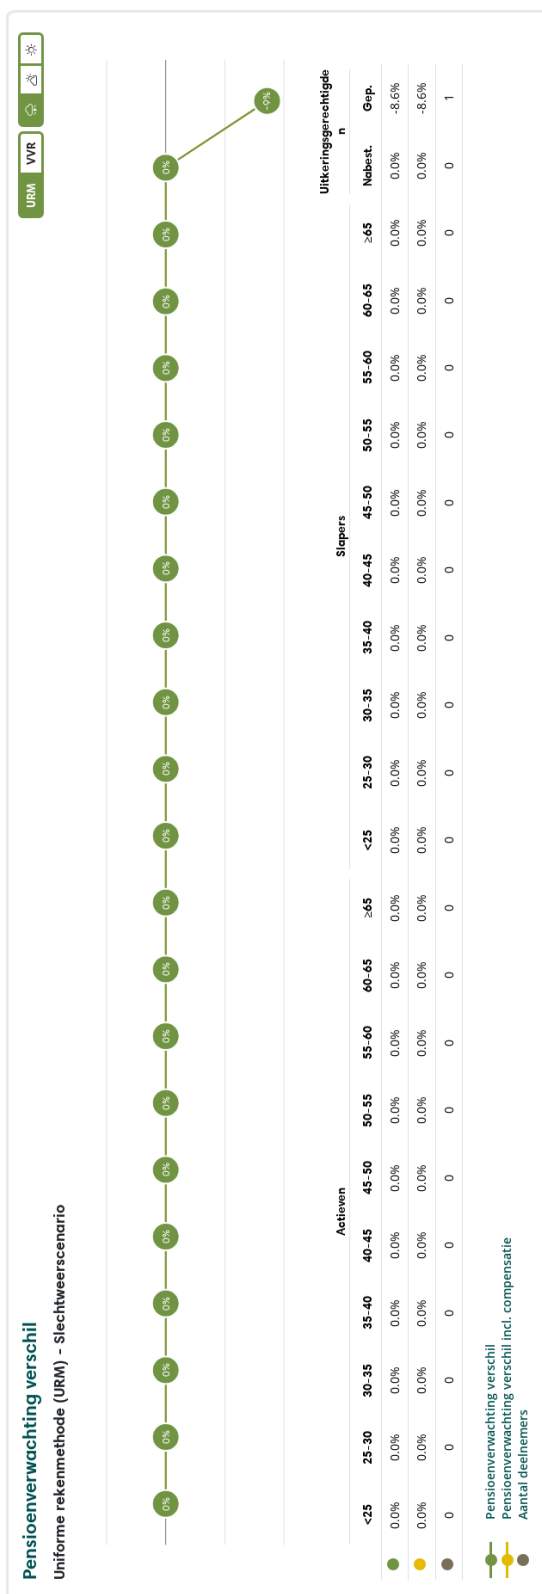 Pensioenverwachting verschil
Uniforme rekenmethode (URM) - Slechtweerscenario
URM VVR
0% 0% 0% 0% 0% 0% 0% 0% 0% 0% 0% 0% 0% 0% 0% 0% 0% 0% 0% 0% 0% -9%
Actieven Slapers Uitkeringsgerechtigde
n
<25 25-30 30-35 35-40 40-45 45-50 50-55 55-60 60-65 ≥65 <25 25-30 30-35 35-40 40-45 45-50 50-55 55-60 60-65 ≥65 Nabest. Gep.
0.0% 0.0% 0.0% 0.0% 0.0% 0.0% 0.0% 0.0% 0.0% 0.0% 0.0% 0.0% 0.0% 0.0% 0.0% 0.0% 0.0% 0.0% 0.0% 0.0% 0.0% -8.6%
0.0% 0.0% 0.0% 0.0% 0.0% 0.0% 0.0% 0.0% 0.0% 0.0% 0.0% 0.0% 0.0% 0.0% 0.0% 0.0% 0.0% 0.0% 0.0% 0.0% 0.0% -8.6%
0 0 0 0 0 0 0 0 0 0 0 0 0 0 0 0 0 0 0 0 0 1
Pensioenverwachting verschil
Pensioenverwachting verschil incl. compensatie
Aantal deelnemers